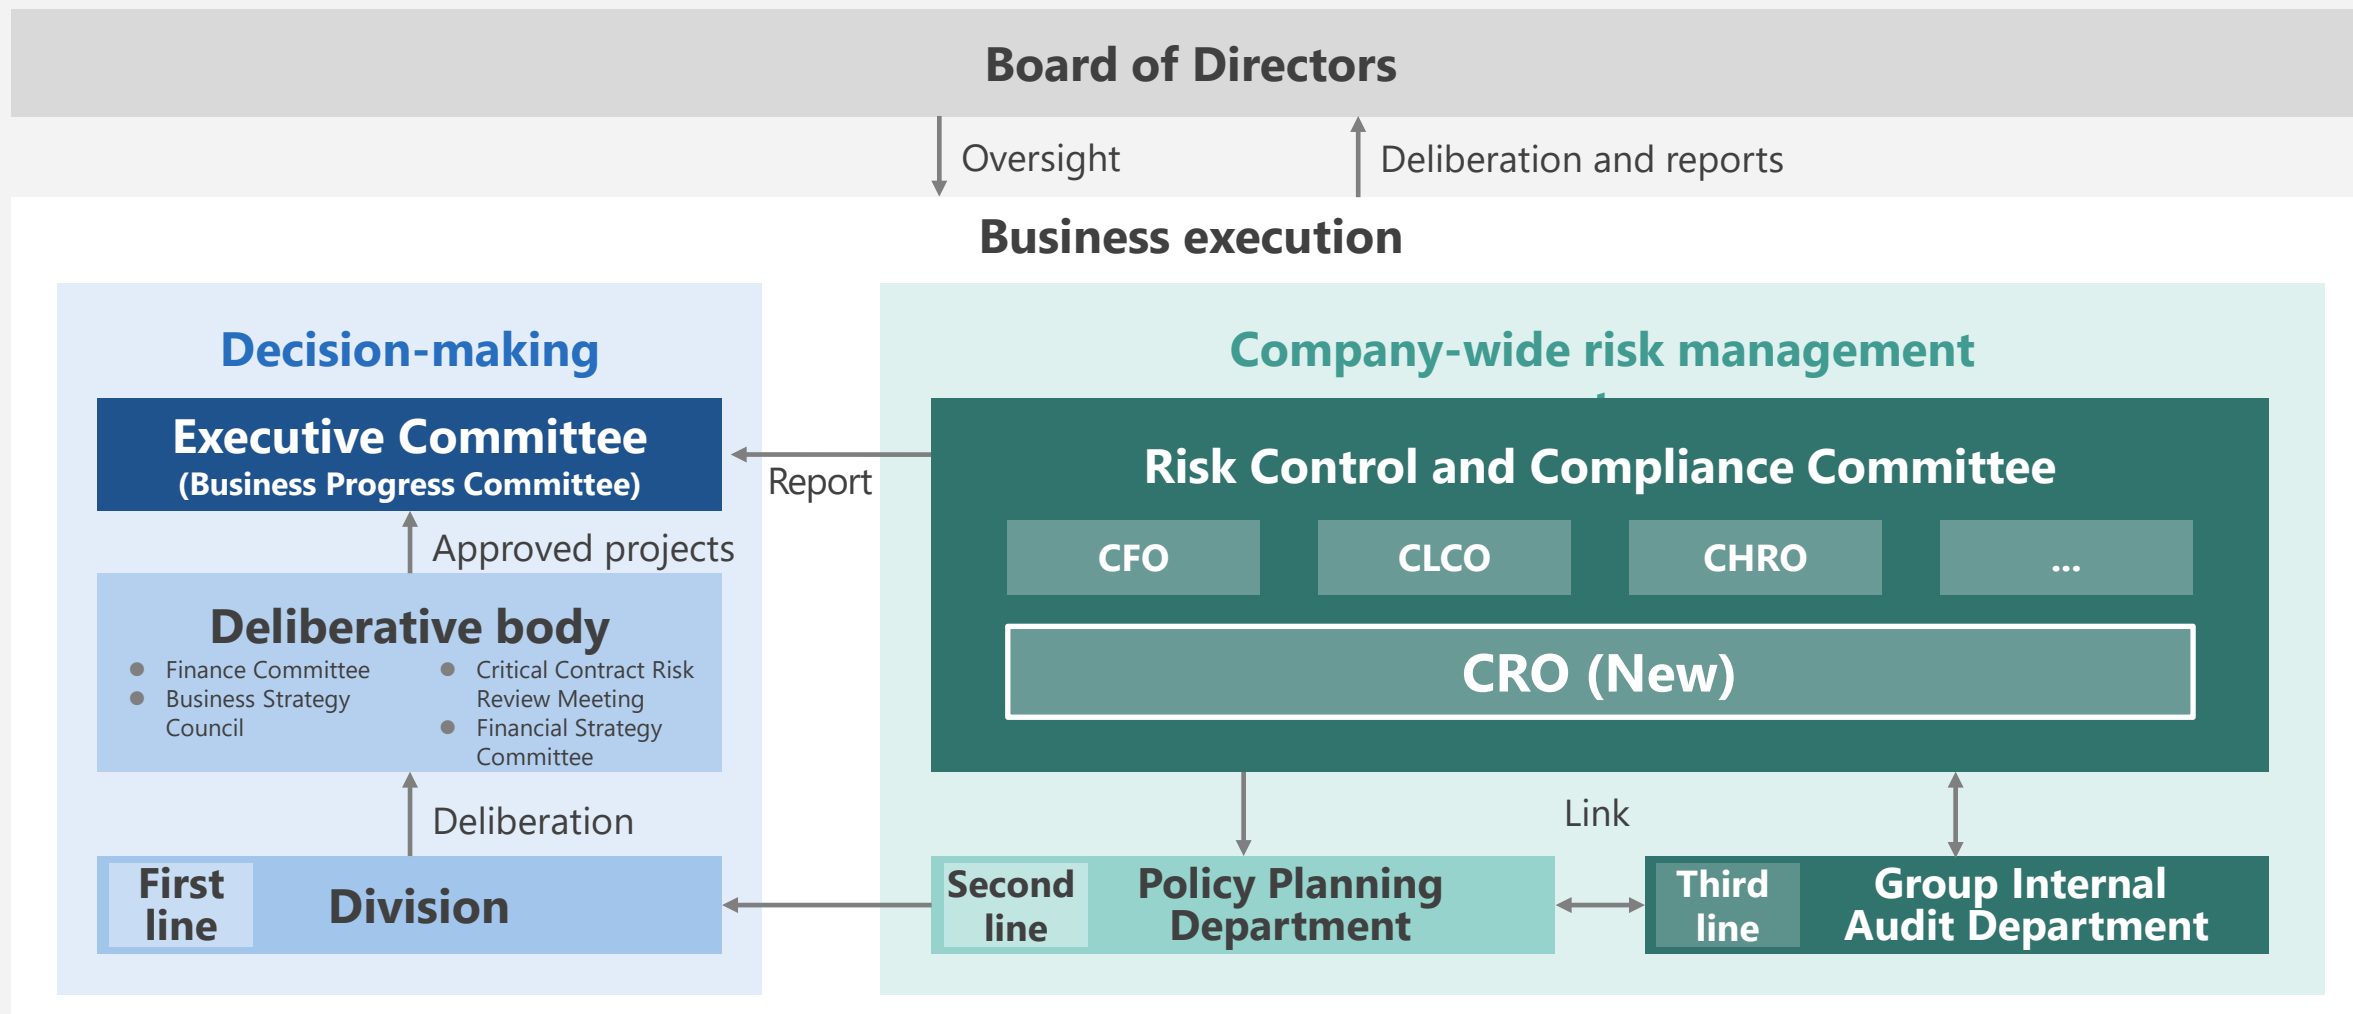 Board of Directors
Oversight
Deliberation and reports
Business execution
Decision-making
Executive Committee
(Business Progress Committee)
Approved projects
Deliberative body
Finance Committee
Business Strategy
Council
Critical Contract Risk
Review Meeting
Financial Strategy
Committee
Deliberation
First
line
Division
Report
Company-wide risk management
Risk Control and Compliance Committee
CFO
CLCO
CHRO
...
CRO (New)
Link
Second
line
Policy Planning
Department
Third
line
Group Internal
Audit Department